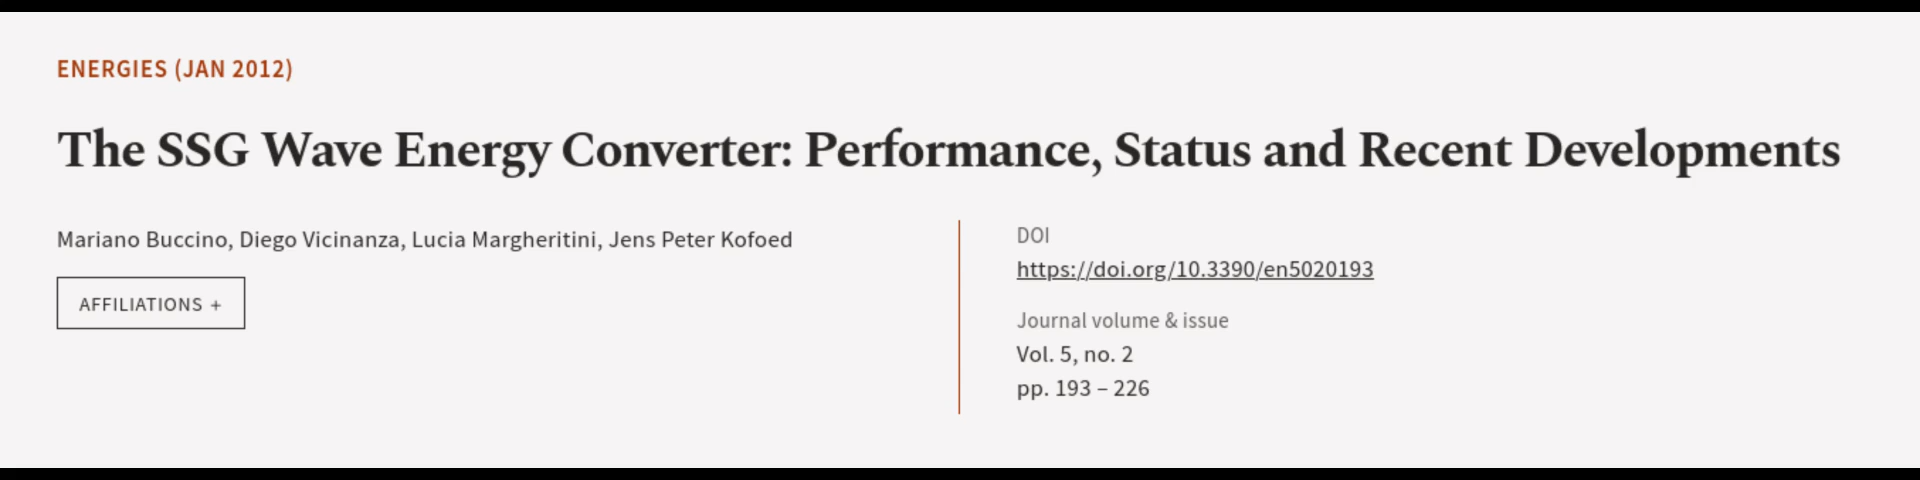 ENERGIES (JAN 2012)
The SSG Wave Energy Converter: Performance, Status and Recent Developments
Mariano Buccino, Diego Vicinanza, Lucia Margheritini, Jens Peter Kofoed
AFFILIATIONS +
DOI
https://doi.org/10.3390/en5020193
Journal volume & issue
Vol. 5, no. 2
pp. 193 – 226